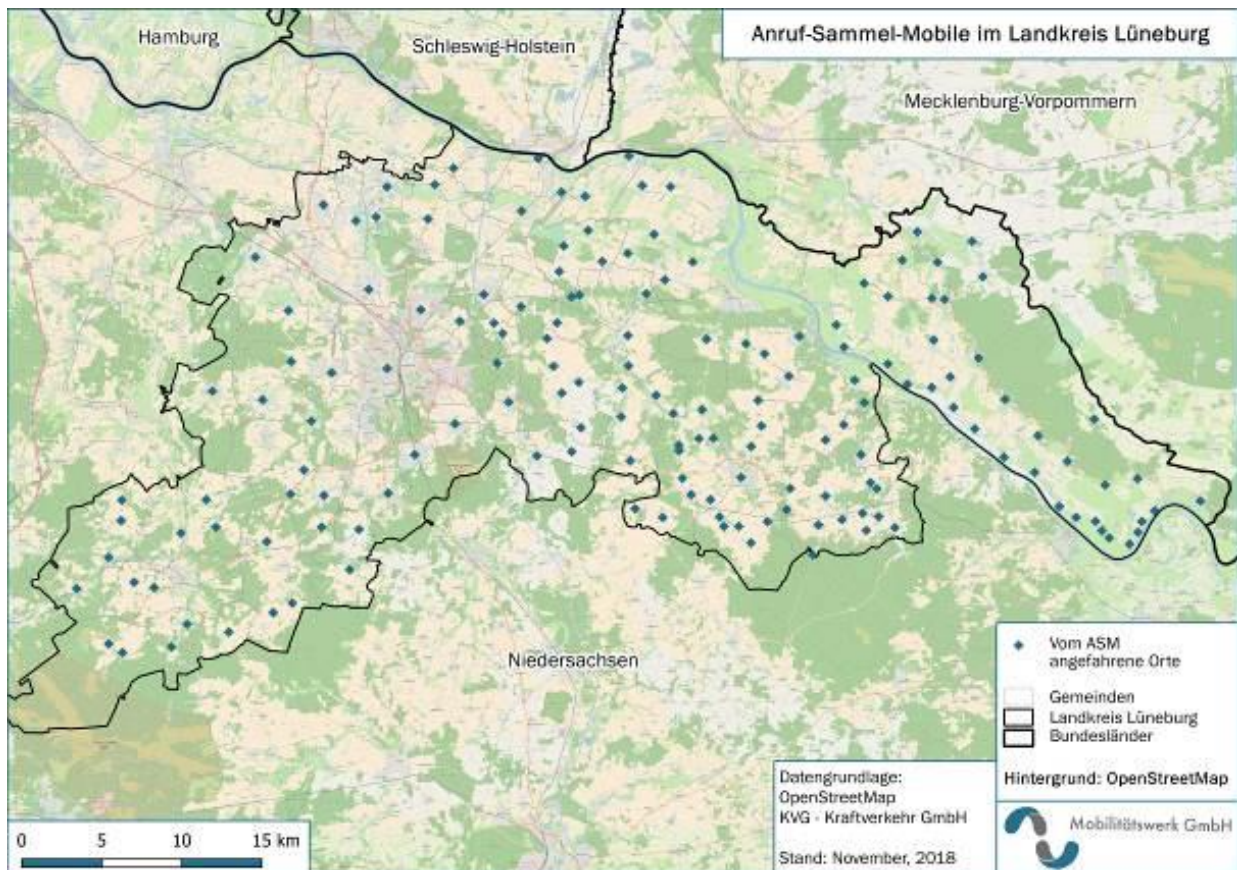 Anruf-Sammel-Mobile im Landkreis Lüneburg
Hamburg
Schleswig-Holstein
Mecklenburg-Vorpommern
Niedersachsen
Vom ASM
angefahrene Orte
Gemeinden
Landkreis Lüneburg
Bundesländer
Hintergrund: OpenStreetMap
Datengrundlage:
OpenStreetMap
KVG - Kraftverkehr GmbH
Stand: November, 2018
Mobilitätswerk GmbH
0 5 10 15 km